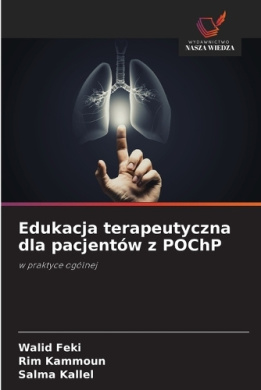 WYDAWNICTWO
NASZA WIEDZA
Edukacja terapeutyczna
dla pacjentów z POChP
w praktyce ogólnej
Walid Feki
Rim Kammoun
Salma Kallel